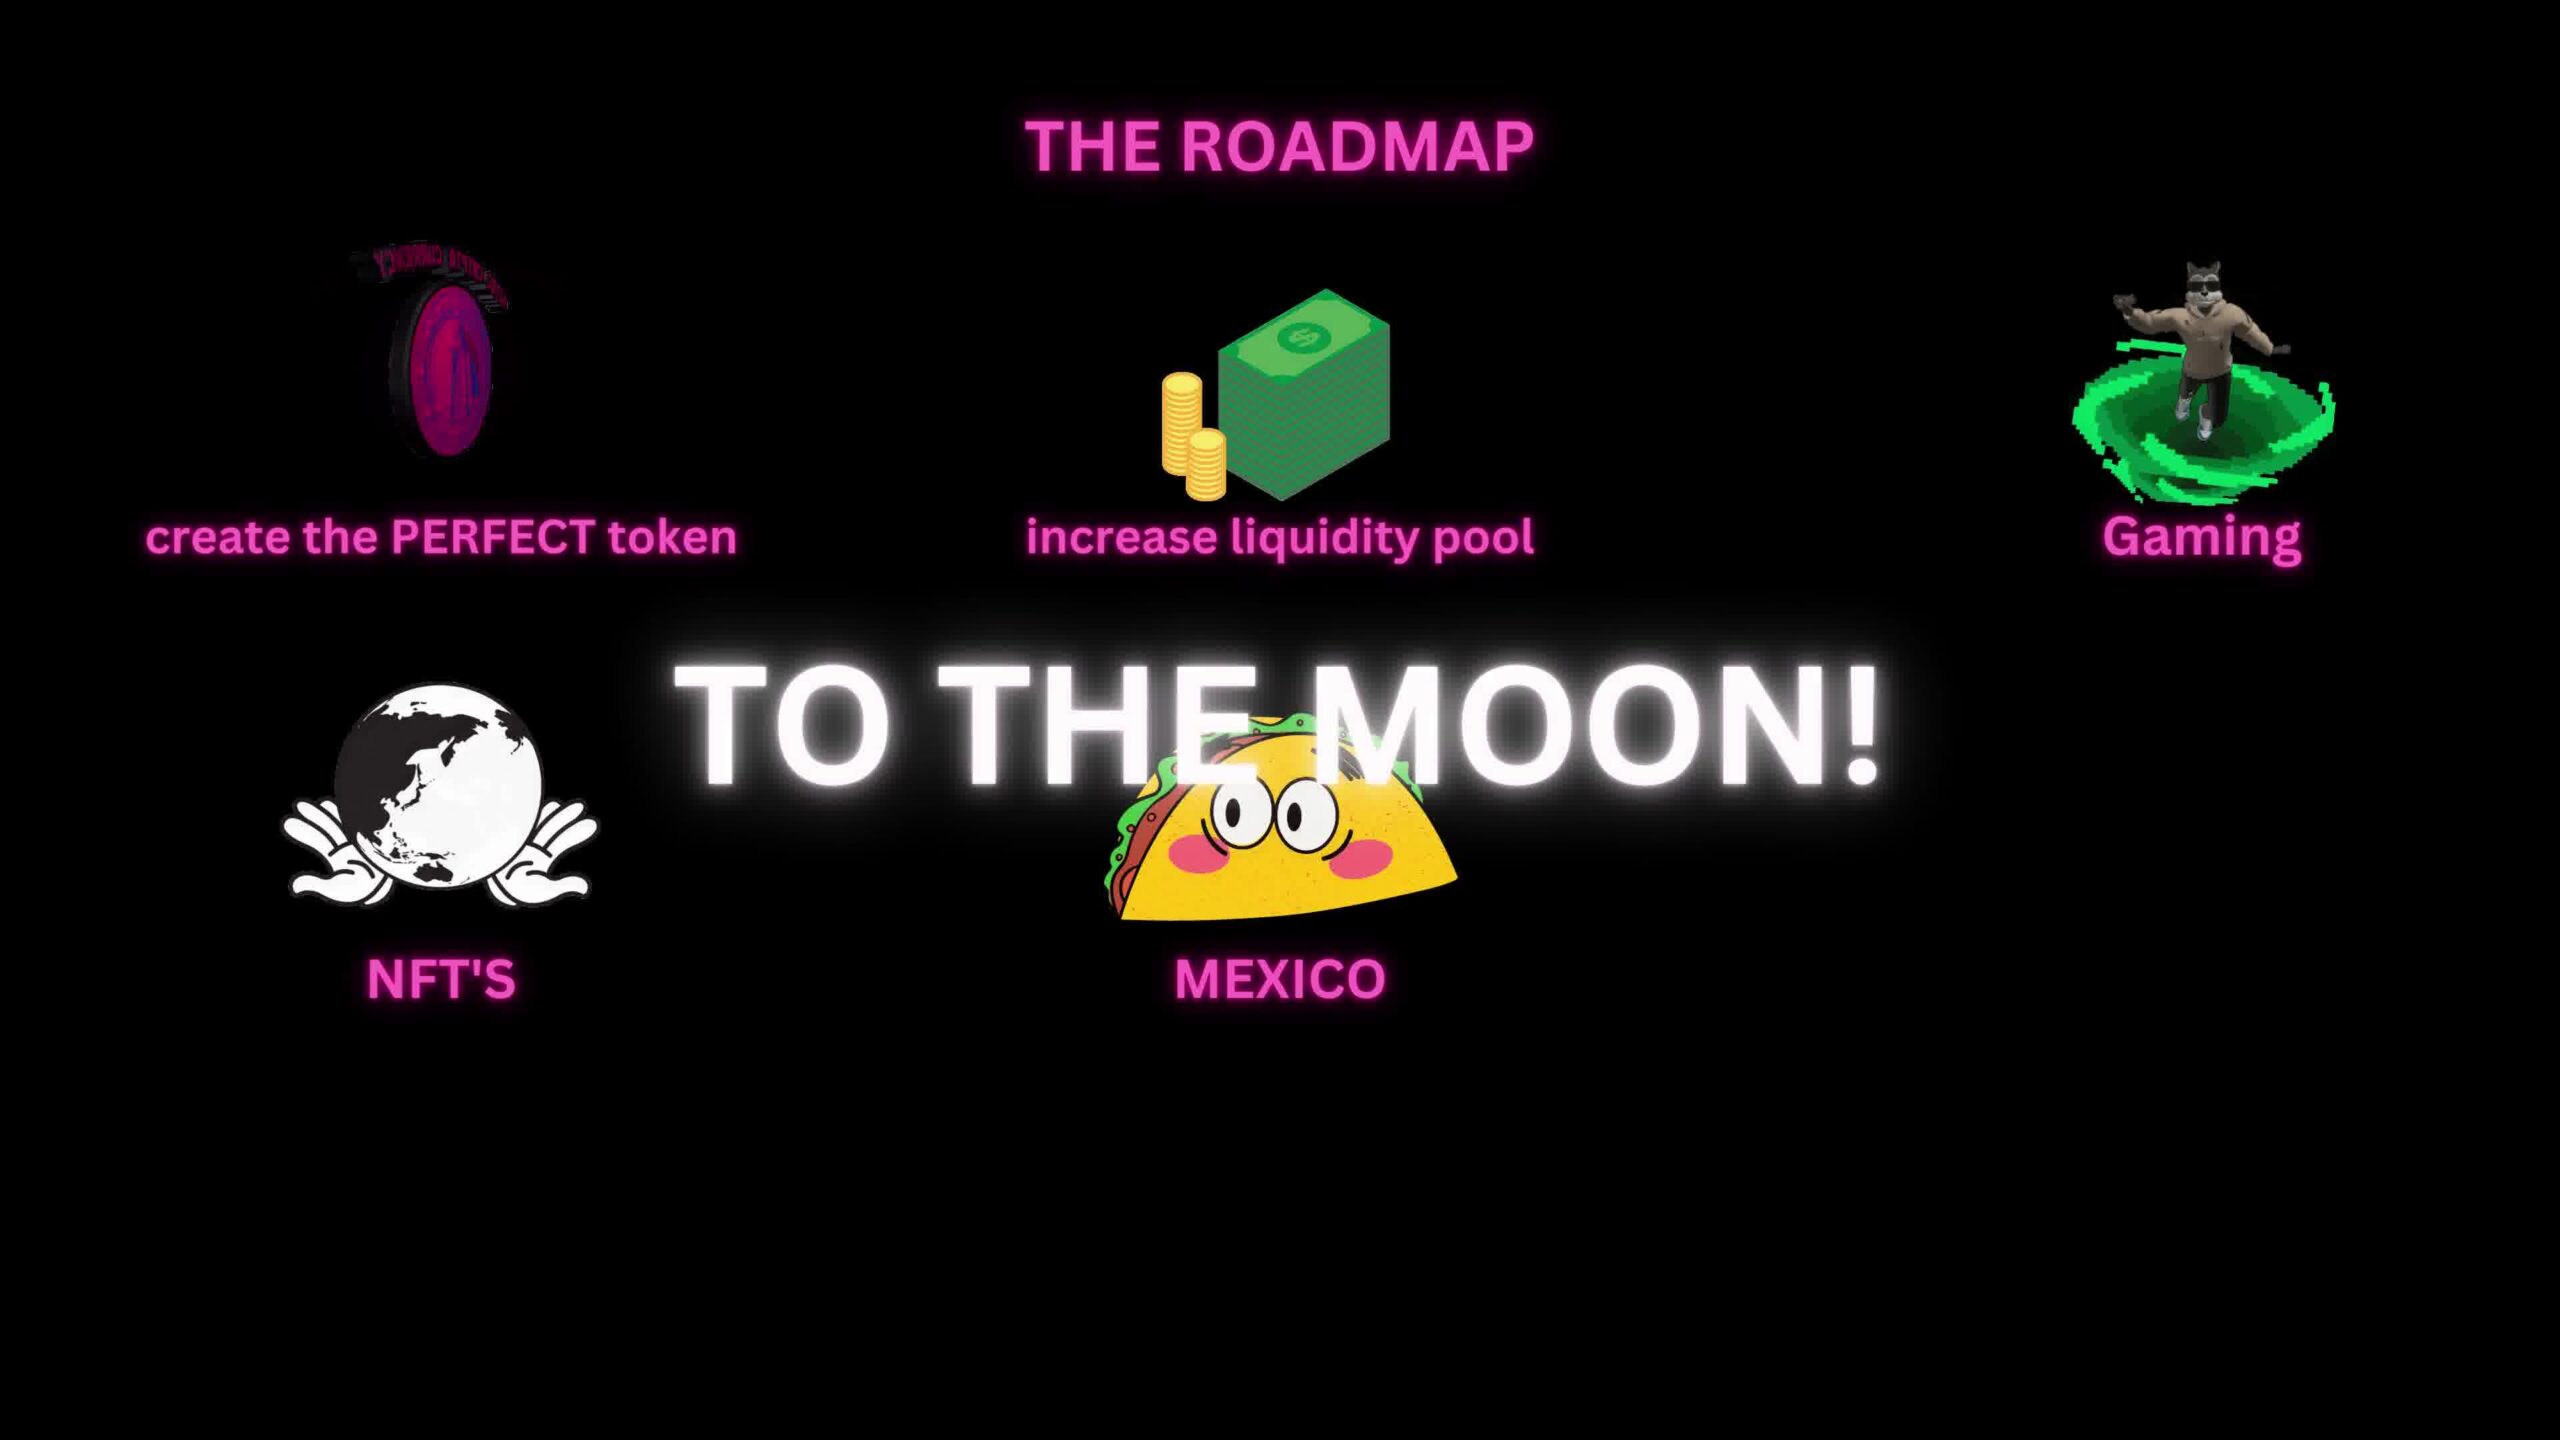 THE ROADMAP
create the PERFECT token
increase liquidity pool
Gaming
TO THE MOON!
NFT'S
MEXICO